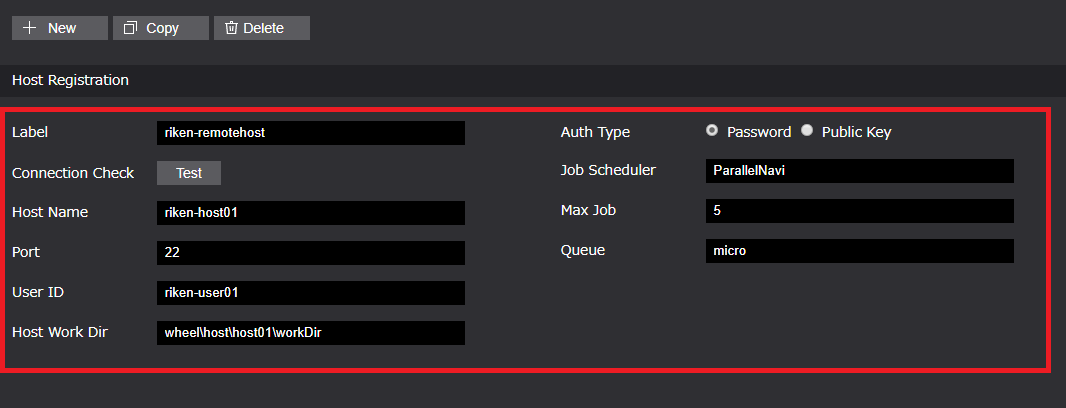 New Copy Delete
Host Registration
Label riken-remotehost
Connection Check Test
Host Name riken-host01
Port 22
User ID riken-user01
Host Work Dir wheel\host\host01\workDir
Auth Type Password Public Key
Job Scheduler ParallelNavi
Max Job 5
Queue micro